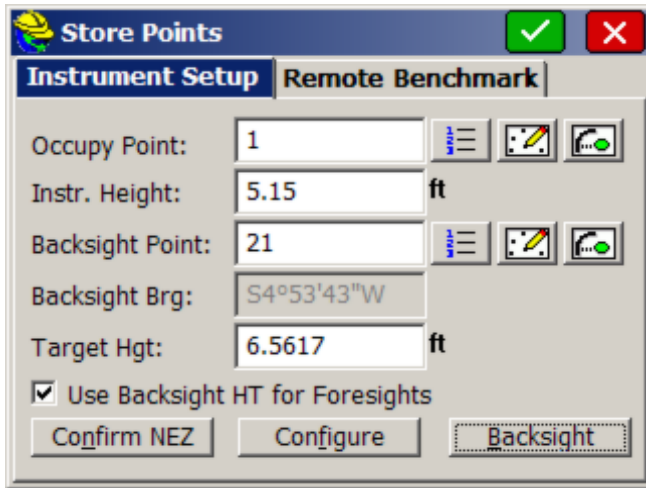 Store Points
Instrument Setup Remote Benchmark
Occupy Point: 1
Instr. Height: 5.15 ft
Backsight Point: 21
Backsight Brg: S4°53'43"W
Target Hgt: 6.5617 ft
Use Backsight HT for Foresights
Confirm NEZ Configure Backsight